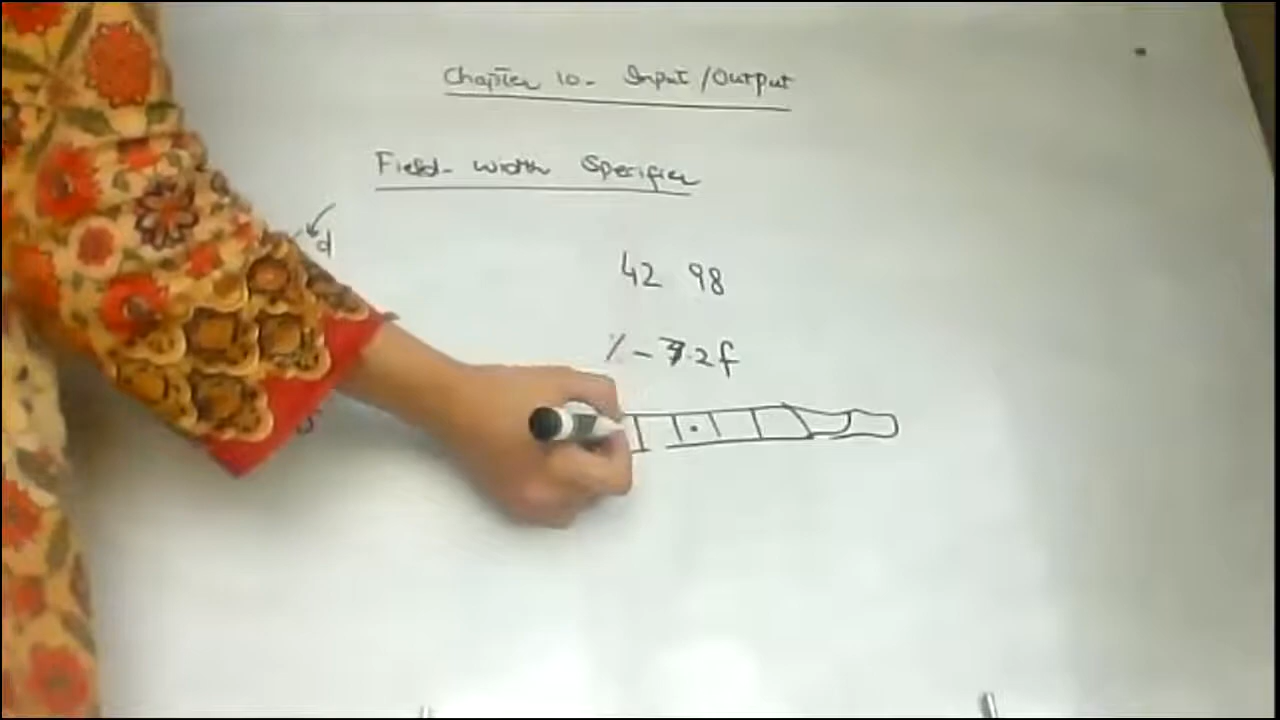 Chapter 10- Input /Output
Field-width Specifier
d
42 98
%-7.2f